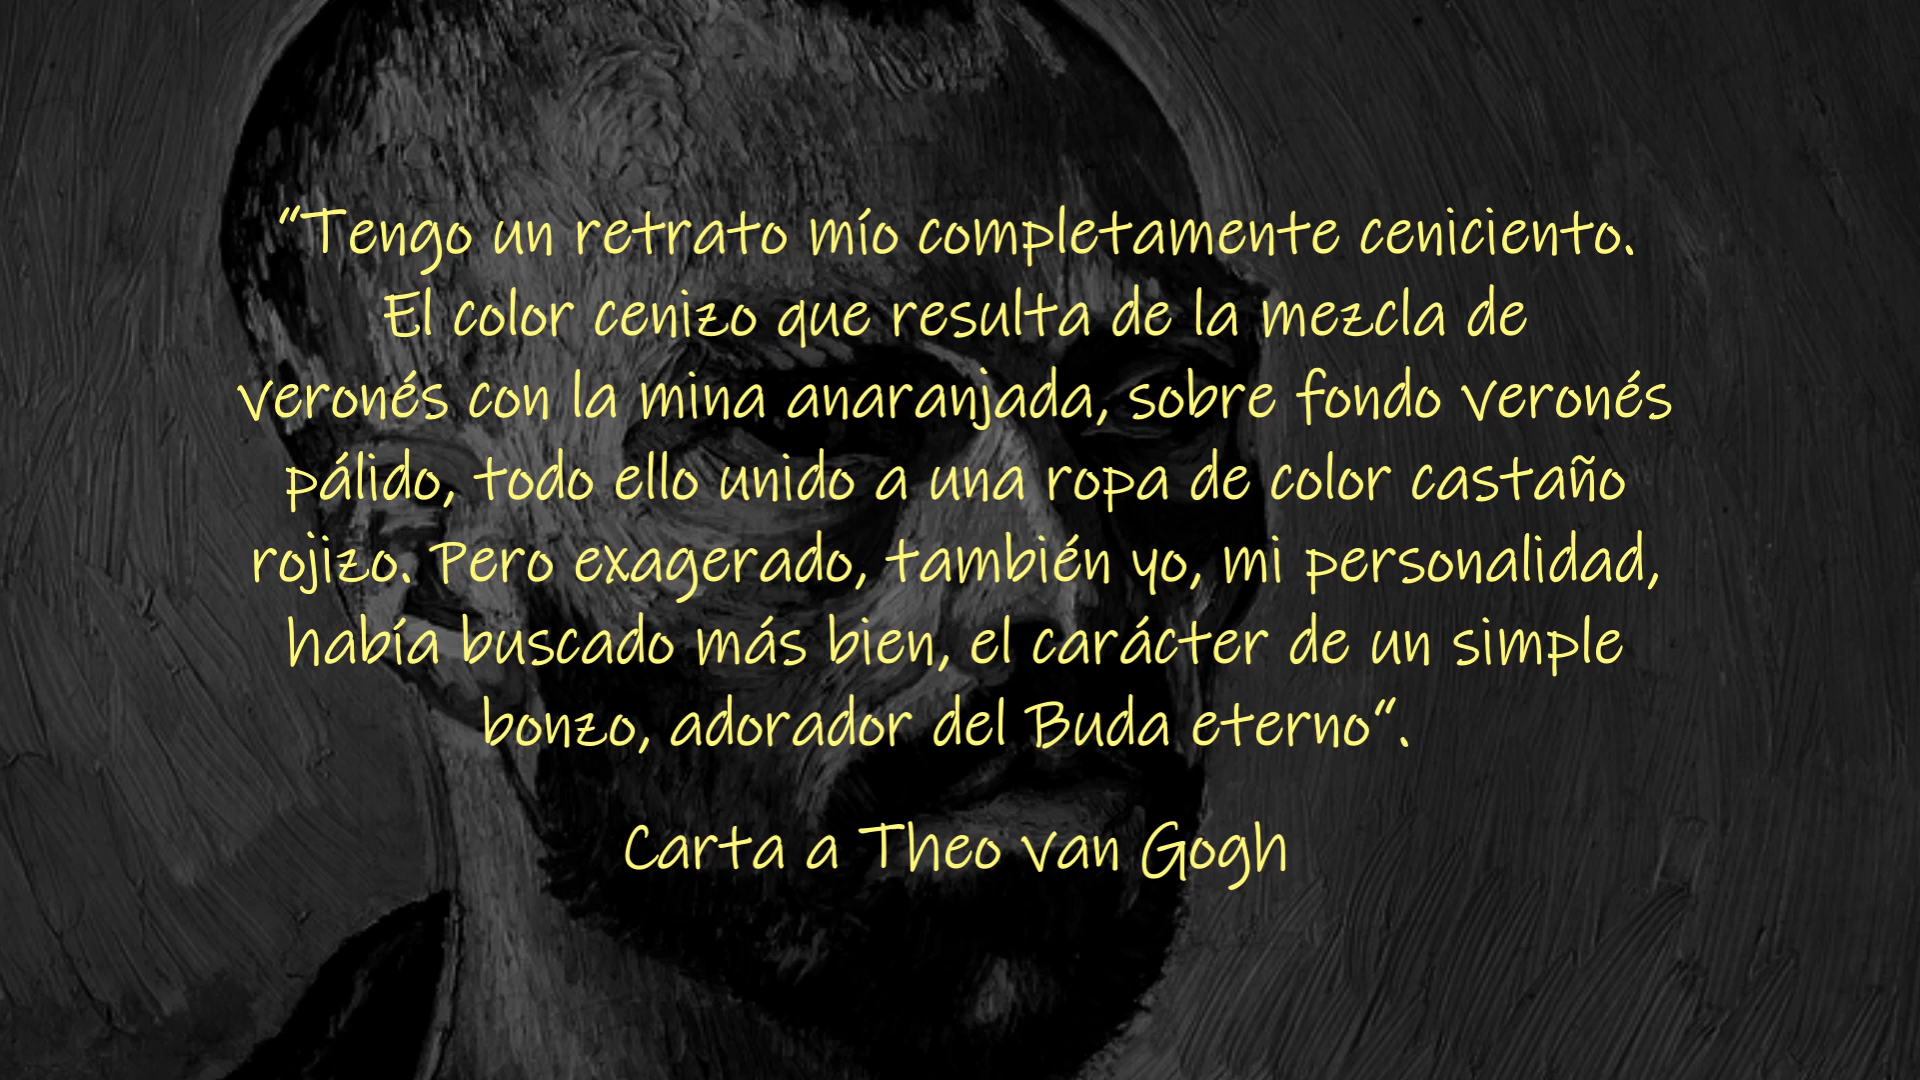 “Tengo un retrato mío completamente ceniciento.
El color cenizo que resulta de la mezcla de
veronés con la mina anaranjada, sobre fondo veronés
pálido, todo ello unido a una ropa de color castaño
rojizo. Pero exagerado, también yo, mi personalidad,
había buscado más bien, el carácter de un simple
bonzo, adorador del Buda eterno“.
Carta a Theo van Gogh